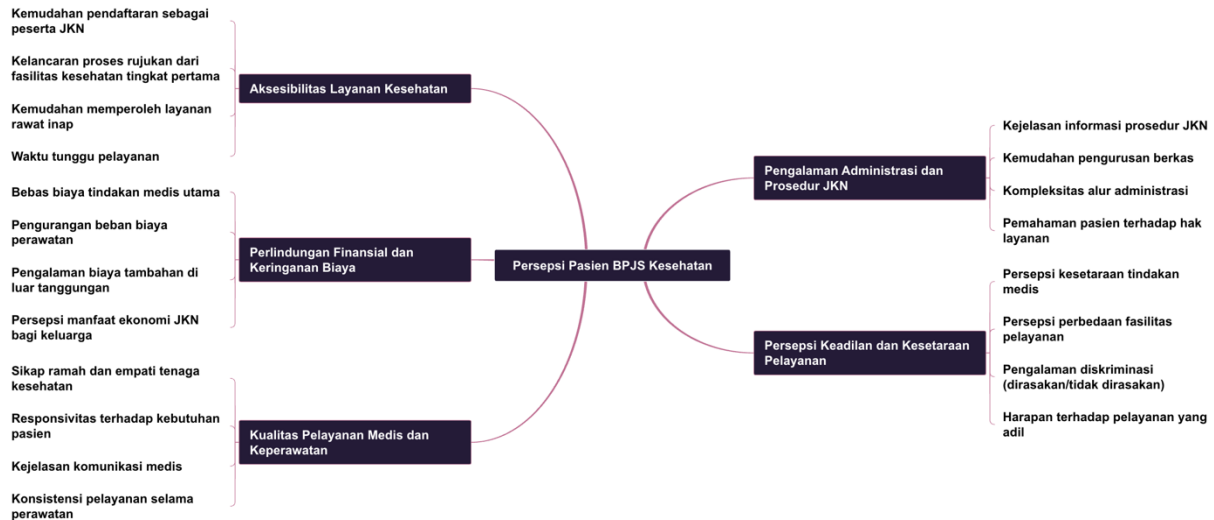 Kemudahan pendaftaran sebagai
peserta JKN
Kelancaran proses rujukan dari
fasilitas kesehatan tingkat pertama
Kemudahan memperoleh layanan
rawat inap
Waktu tunggu pelayanan
Aksesibilitas Layanan Kesehatan
Bebas biaya tindakan medis utama
Pengurangan beban biaya
perawatan
Pengalaman biaya tambahan di
luar tanggungan
Persepsi manfaat ekonomi JKN
bagi keluarga
Perlindungan Finansial dan
Keringanan Biaya
Sikap ramah dan empati tenaga
kesehatan
Responsivitas terhadap kebutuhan
pasien
Kejelasan komunikasi medis
Konsistensi pelayanan selama
perawatan
Kualitas Pelayanan Medis dan
Keperawatan
Persepsi Pasien BPJS Kesehatan
Pengalaman Administrasi dan
Prosedur JKN
Kejelasan informasi prosedur JKN
Kemudahan pengurusan berkas
Kompleksitas alur administrasi
Pemahaman pasien terhadap hak
layanan
Persepsi Keadilan dan Kesetaraan
Pelayanan
Persepsi kesetaraan tindakan
medis
Persepsi perbedaan fasilitas
pelayanan
Pengalaman diskriminasi
(dirasakan/tidak dirasakan)
Harapan terhadap pelayanan yang
adil